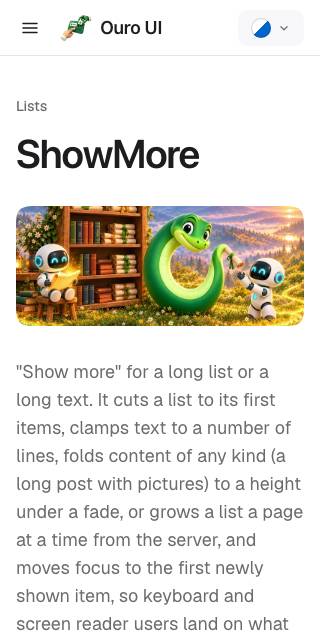 Ouro UI
Lists
ShowMore
"Show more" for a long list or a
long text. It cuts a list to its first
items, clamps text to a number of
lines, folds content of any kind (a
long post with pictures) to a height
under a fade, or grows a list a page
at a time from the server, and
moves focus to the first newly
shown item, so keyboard and
screen reader users land on what